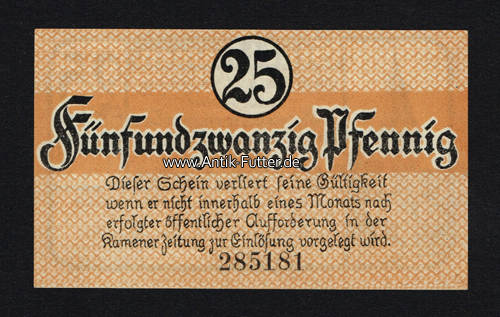 25
Fünfundzwanzig Pfennig
www.Antik-Futter.de
Dieser Schein verliert seine Gültigkeit
wenn er nicht innerhalb eines Monats nach
erfolgter öffentlicher Aufforderung in der
Kamener Zeitung zur Einlösung vorgelegt wird.
285181